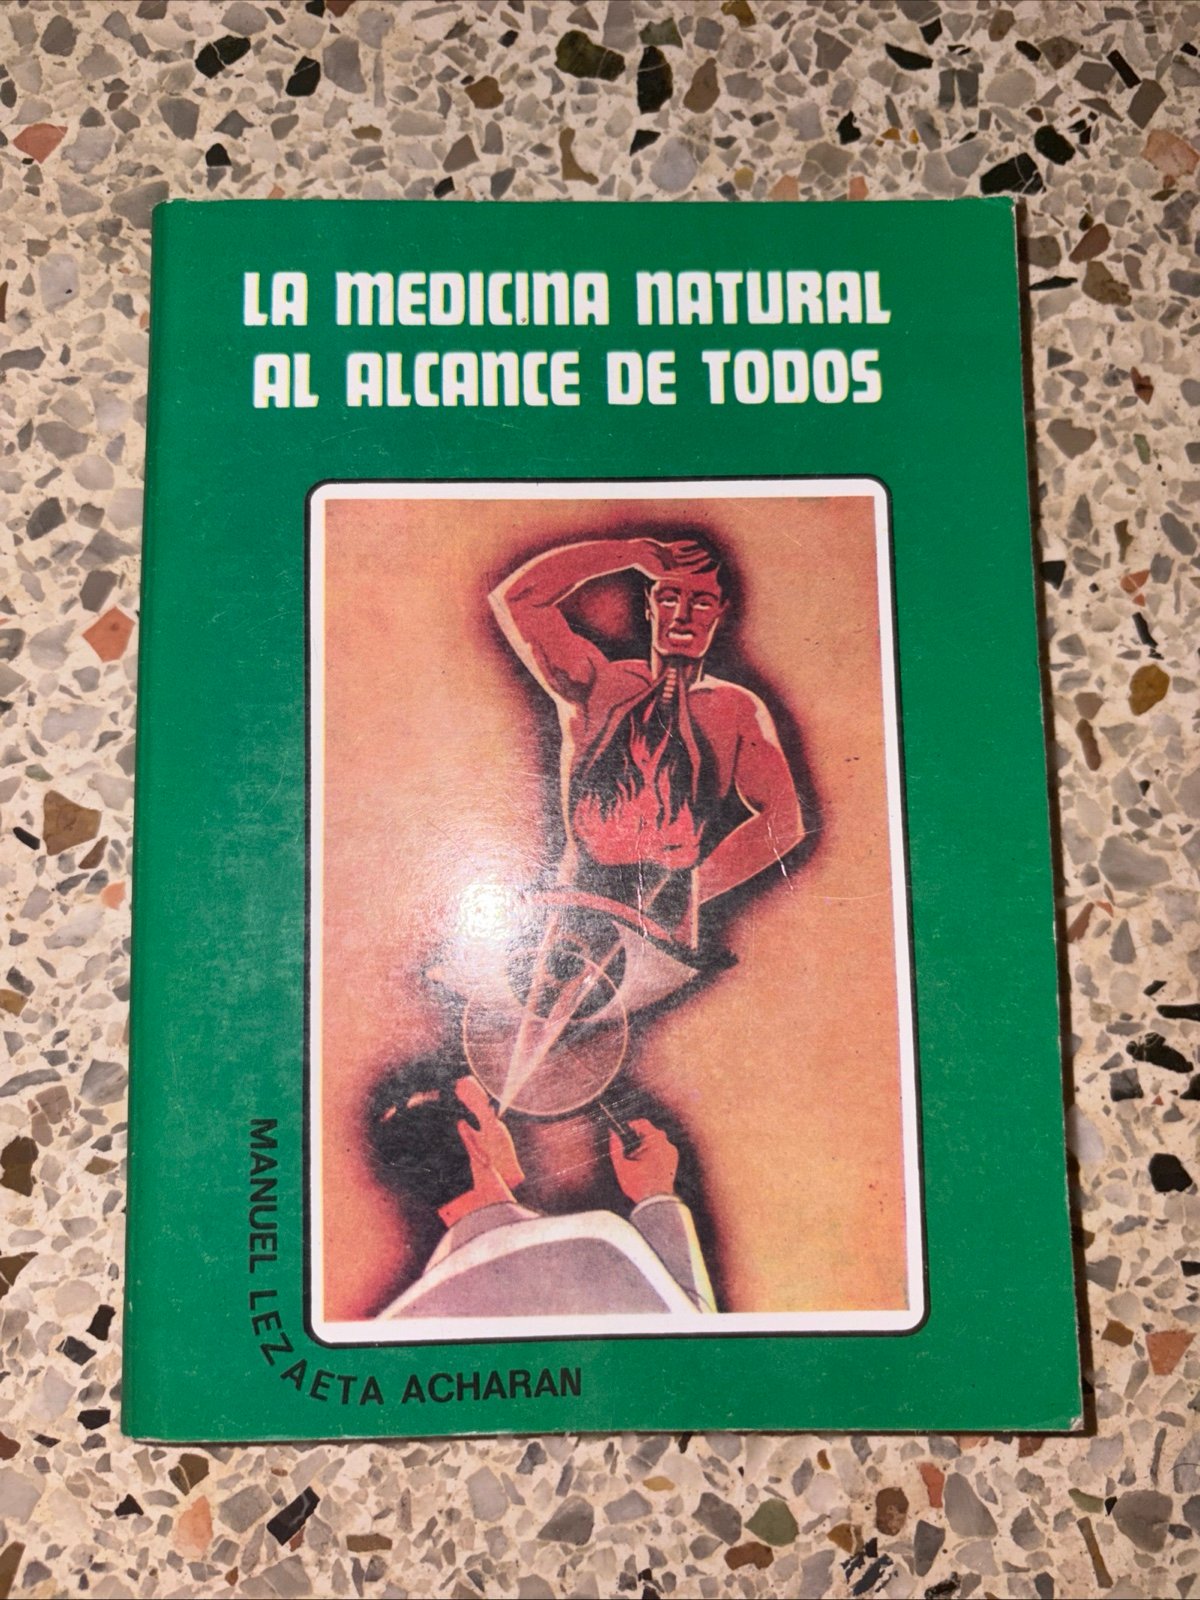 LA MEDICINA NATURAL
AL ALCANCE DE TODOS
MANUEL LEZAETA ACHARAN